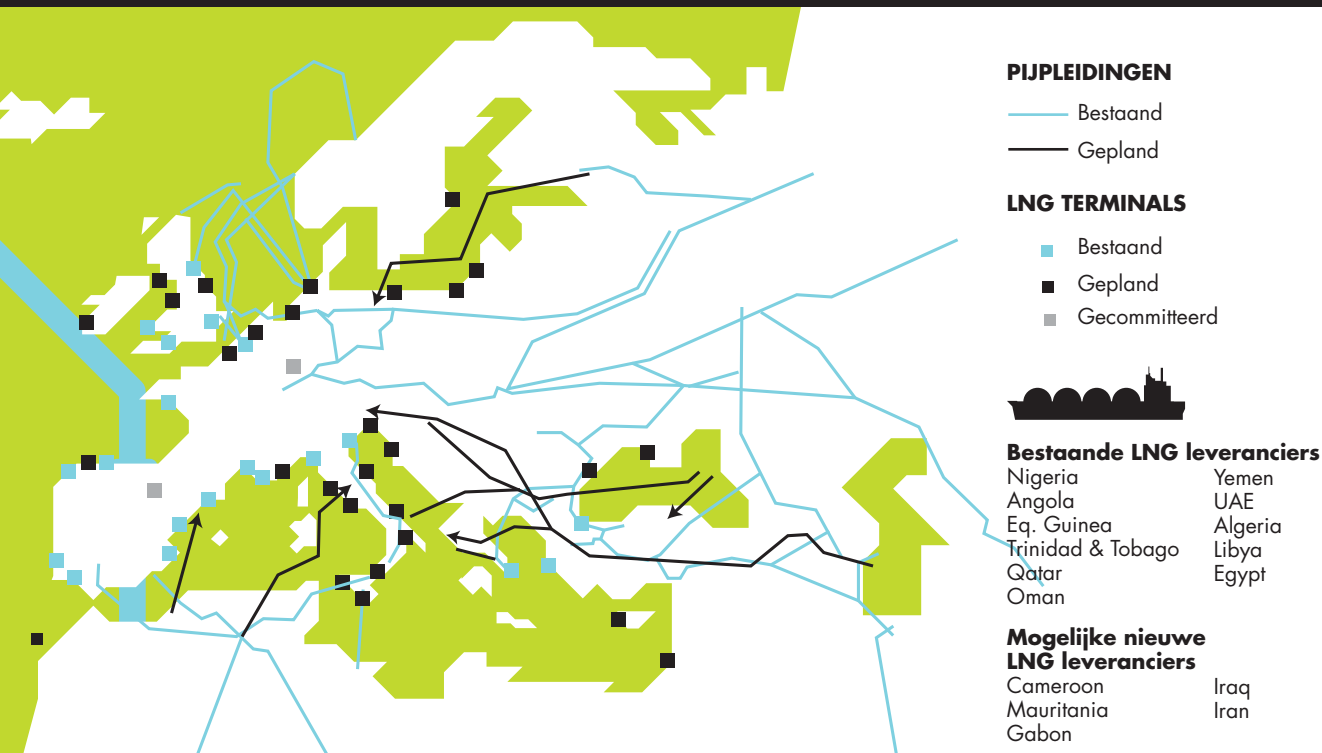 PIJPLEIDINGEN
Bestaand
Gepland
LNG TERMINALS
Bestaand
Gepland
Gecommitteerd
Bestaande LNG leveranciers
Nigeria
Angola
Eq. Guinea
Trinidad & Tobago
Qatar
Oman
Yemen
UAE
Algeria
Libya
Egypt
Mogelijke nieuwe
LNG leveranciers
Cameroon
Mauritania
Gabon
Iraq
Iran